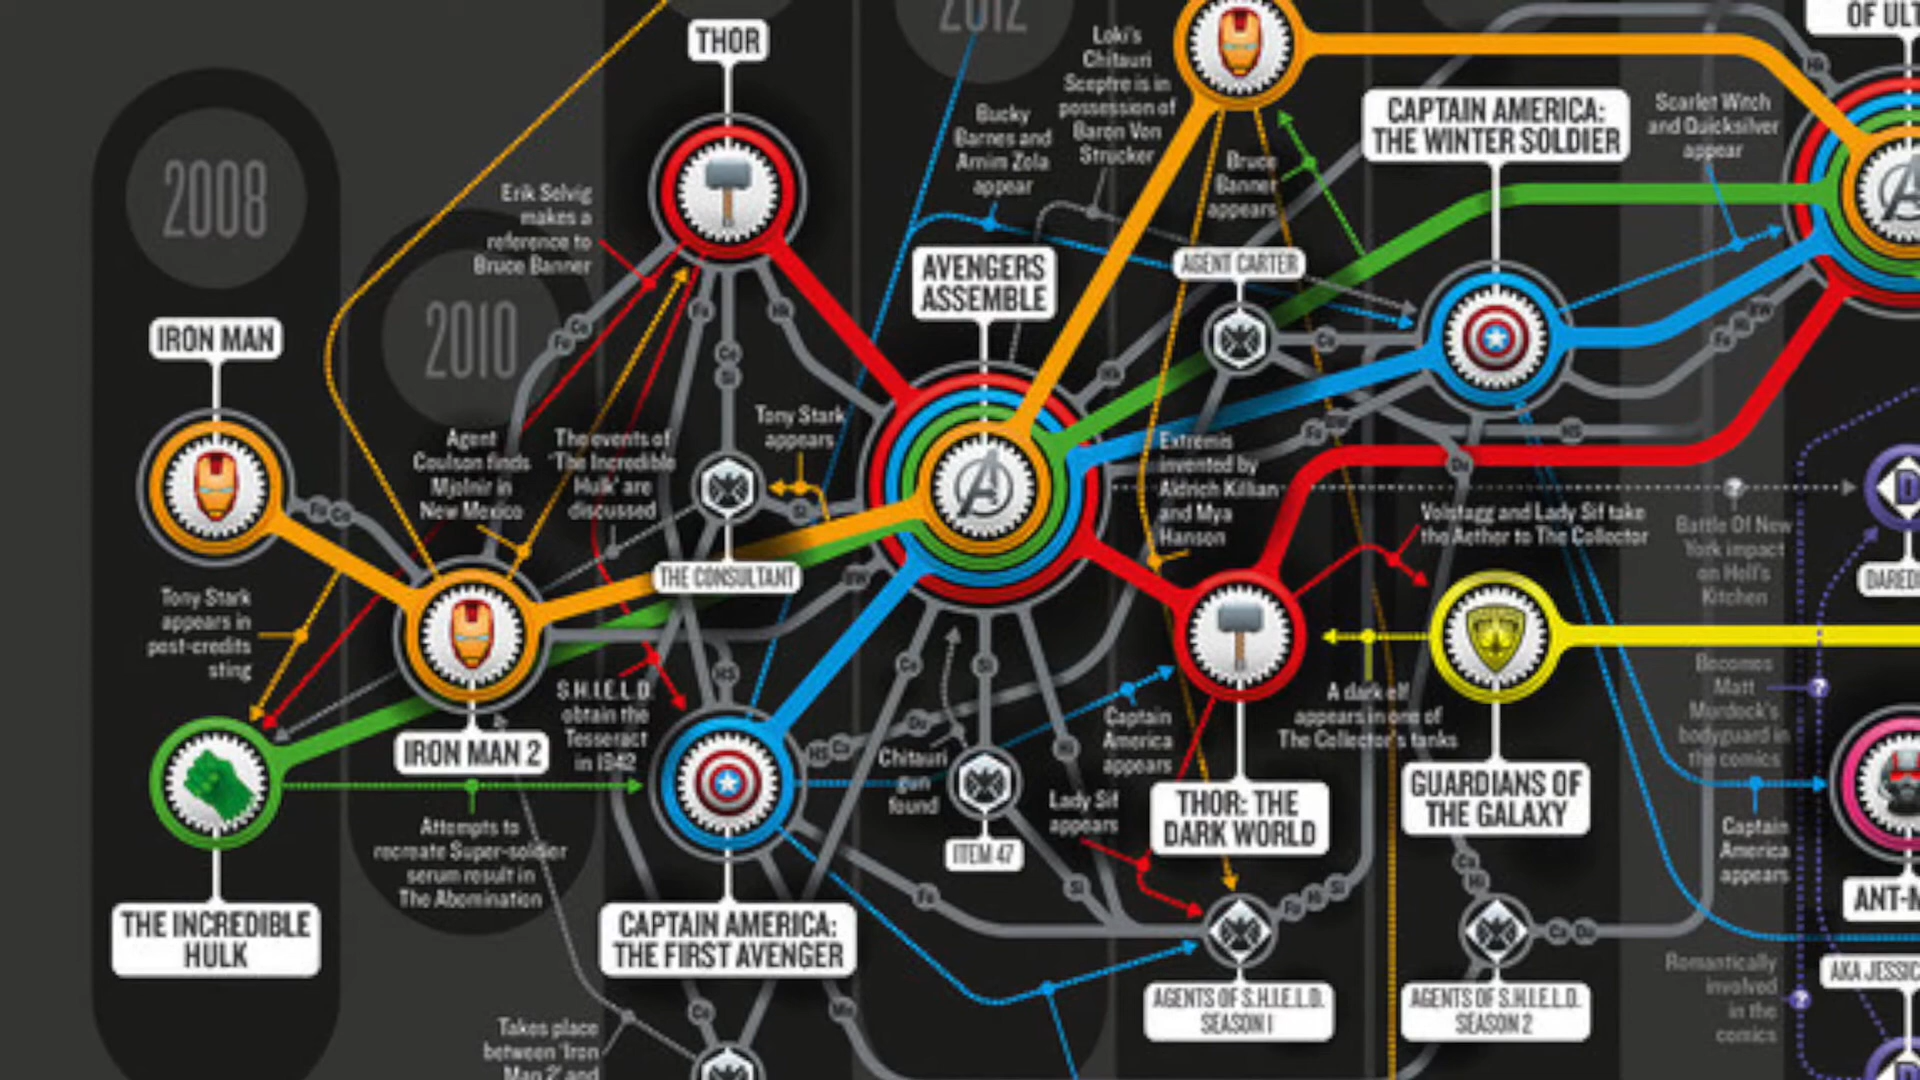 2008
IRON MAN
Tony Stark
appears in
post-credits
sting
THE INCREDIBLE
HULK
2010
Agent
Coulson finds
Mjolnir in
New Mexico
IRON MAN 2
Attempts to
recreate Super-soldier
serum result in
The Abomination
THOR
Erik Selvig
makes a
reference to
Bruce Banner
The events of
'The Incredible
Hulk' are
discussed
Tony Stark
appears
THE CONSULTANT
S.H.I.E.L.D.
obtain the
Tesseract
in 1942
CAPTAIN AMERICA:
THE FIRST AVENGER
Takes place
between 'Iron
Man 2' and
2012
Bucky
Barnes and
Arnim Zola
appear
Loki's
Chitauri
Sceptre is in
possession of
Baron Von
Strucker
AVENGERS
ASSEMBLE
Chitauri
gun
found
ITEM 47
Bruce
Banner
appears
AGENT CARTER
Extremis
invented by
Aldrich Killian
and Mya
Hansen
Captain
America
appears
Lady Sif
appears
THOR: THE
DARK WORLD
AGENTS OF S.H.I.E.L.D.
SEASON 1
CAPTAIN AMERICA:
THE WINTER SOLDIER
Volstagg and Lady Sif take
the Aether to The Collector
A dark elf
appears in one of
The Collector's tanks
GUARDIANS OF
THE GALAXY
AGENTS OF S.H.I.E.L.D.
SEASON 2
Scarlet Witch
and Quicksilver
appear
OF ULT
Battle Of New
York impact
on Hell's
Kitchen
DARED
Becomes
Matt
Murdock's
bodyguard in
the comics
Captain
America
appears
ANT-M
AKA JESSIC
Romantically
involved
in the
comics